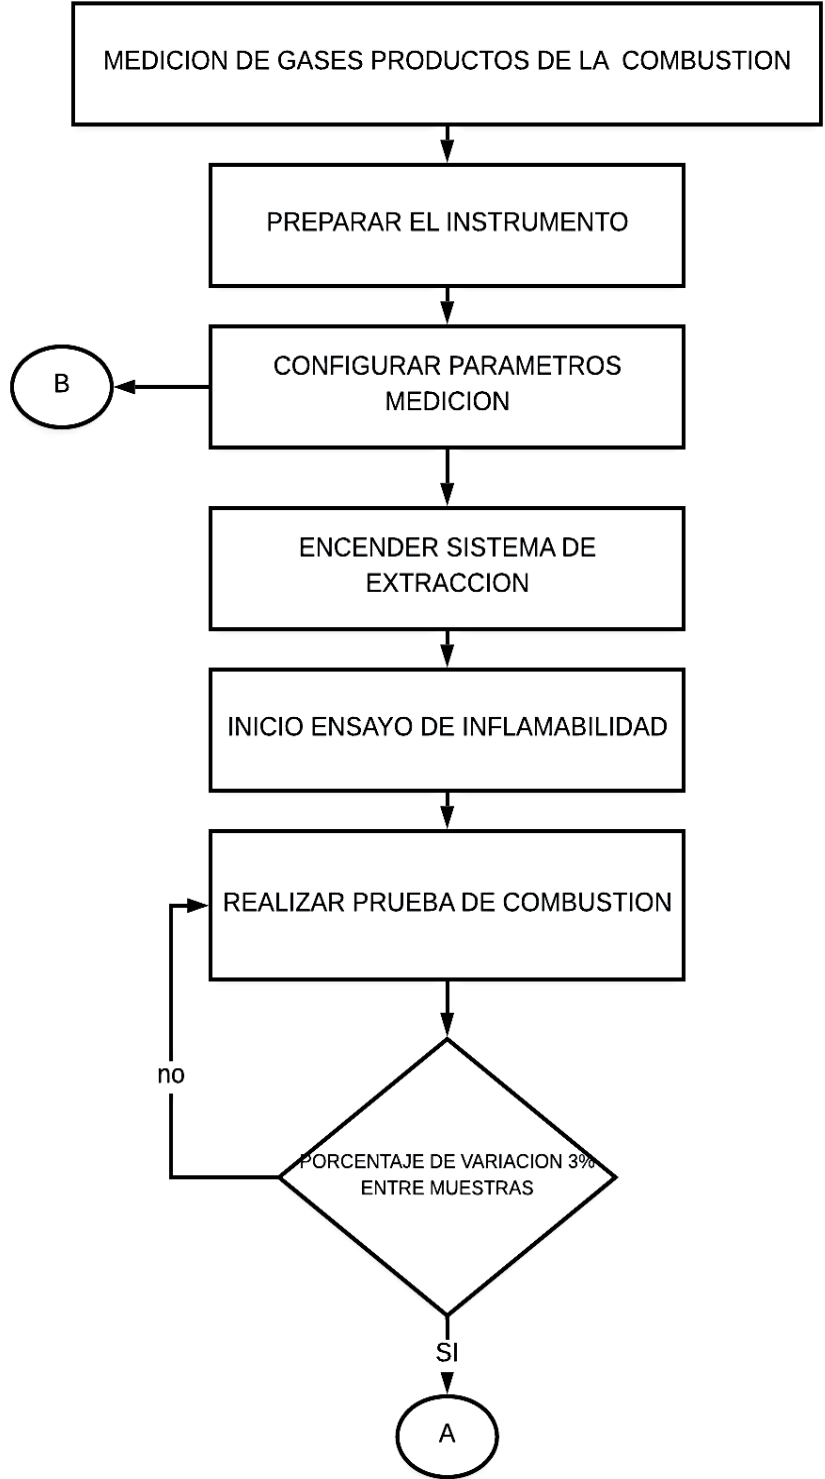 MEDICION DE GASES PRODUCTOS DE LA COMBUSTION
PREPARAR EL INSTRUMENTO
CONFIGURAR PARAMETROS
MEDICION
B
ENCENDER SISTEMA DE
EXTRACCION
INICIO ENSAYO DE INFLAMABILIDAD
REALIZAR PRUEBA DE COMBUSTION
no
PORCENTAJE DE VARIACION 3%
ENTRE MUESTRAS
SI
A